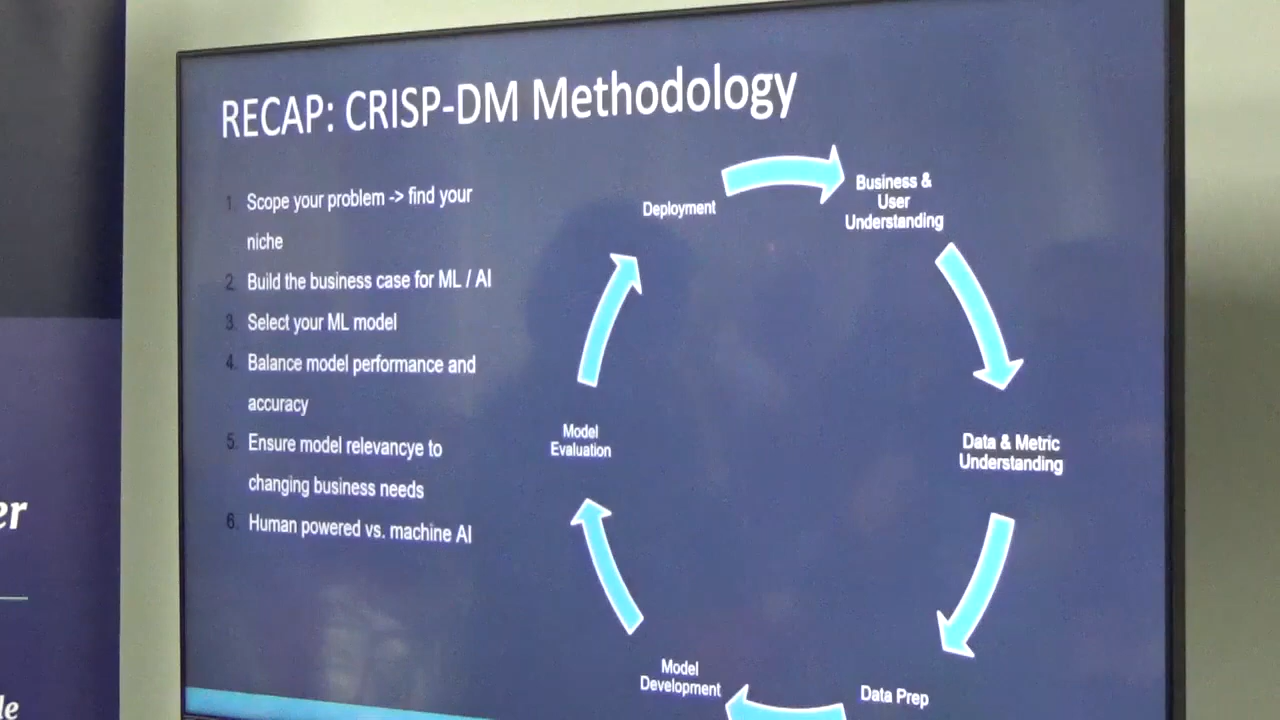 RECAP: CRISP-DM Methodology
1. Scope your problem -> find your
niche
2. Build the business case for ML / AI
3. Select your ML model
4. Balance model performance and
accuracy
5. Ensure model relevancye to
changing business needs
6. Human powered vs. machine AI
Deployment
Business &
User
Understanding
Data & Metric
Understanding
Data Prep
Model
Development
Model
Evaluation
er
le